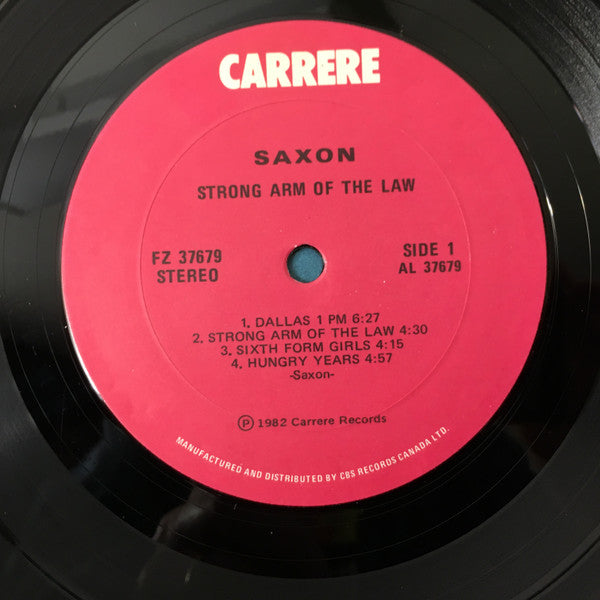 CARRERE
SAXON
STRONG ARM OF THE LAW
FZ 37679
STEREO
SIDE 1
AL 37679
1. DALLAS 1 PM 6:27
2. STRONG ARM OF THE LAW 4:30
3. SIXTH FORM GIRLS 4:15
4. HUNGRY YEARS 4:57
-Saxon-
Ⓟ 1982 Carrere Records
MANUFACTURED AND DISTRIBUTED BY CBS RECORDS CANADA LTD.